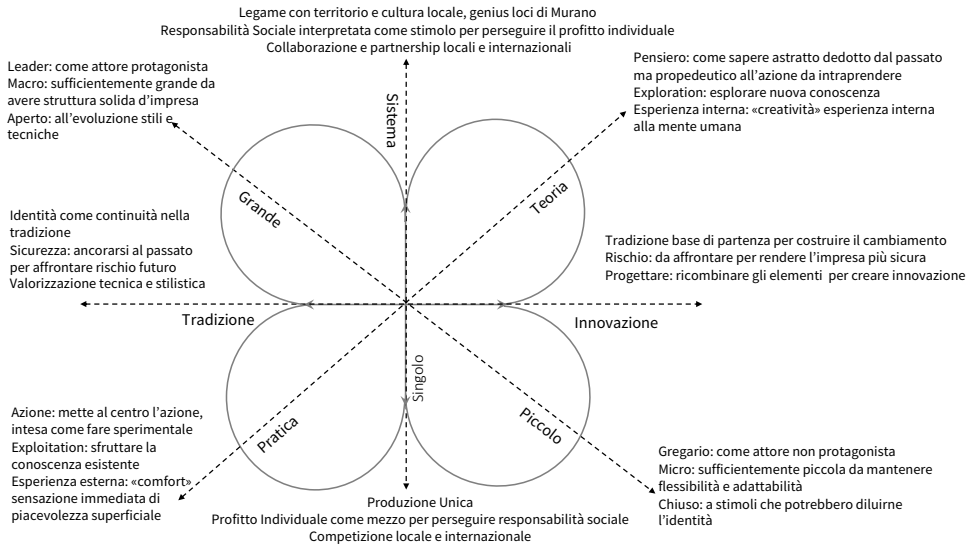 Legame con territorio e cultura locale, genius loci di Murano
Responsabilità Sociale interpretata come stimolo per perseguire il profitto individuale
Collaborazione e partnership locali e internazionali
Leader: come attore protagonista
Macro: sufficientemente grande da
avere struttura solida d'impresa
Aperto: all'evoluzione stili e
tecniche
Pensiero: come sapere astratto dedotto dal passato
ma propedeutico all'azione da intraprendere
Exploration: esplorare nuova conoscenza
Esperienza interna: «creatività» esperienza interna
alla mente umana
Sistema
Grande
Teoria
Identità come continuità nella
tradizione
Sicurezza: ancorarsi al passato
per affrontare rischio futuro
Valorizzazione tecnica e stilistica
Tradizione base di partenza per costruire il cambiamento
Rischio: da affrontare per rendere l'impresa più sicura
Progettare: ricombinare gli elementi per creare innovazione
Tradizione
Innovazione
Singolo
Pratica
Piccolo
Azione: mette al centro l'azione,
intesa come fare sperimentale
Exploitation: sfruttare la
conoscenza esistente
Esperienza esterna: «comfort»
sensazione immediata di
piacevolezza superficiale
Gregario: come attore non protagonista
Micro: sufficientemente piccola da mantenere
flessibilità e adattabilità
Chiuso: a stimoli che potrebbero diluirne
l'identità
Produzione Unica
Profitto Individuale come mezzo per perseguire responsabilità sociale
Competizione locale e internazionale